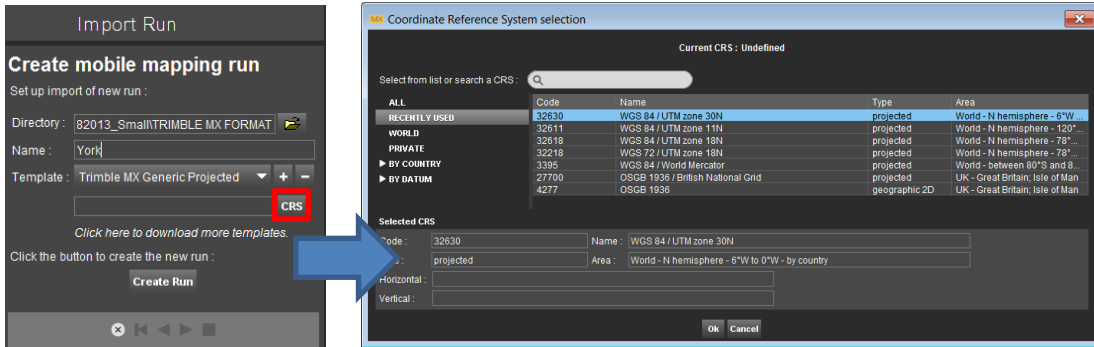 Import Run
Create mobile mapping run
Set up import of new run :
Directory : 82013_Small\TRIMBLE MX FORMAT
Name : York
Template : Trimble MX Generic Projected + −
CRS
Click here to download more templates.
Click the button to create the new run :
Create Run
MX Coordinate Reference System selection
Current CRS : Undefined
Select from list or search a CRS :
ALL
RECENTLY USED
WORLD
PRIVATE
BY COUNTRY
BY DATUM
Code Name Type Area
32630 WGS 84 / UTM zone 30N projected World - N hemisphere - 6°W ...
32611 WGS 84 / UTM zone 11N projected World - N hemisphere - 120°...
32618 WGS 84 / UTM zone 18N projected World - N hemisphere - 78°...
32218 WGS 72 / UTM zone 18N projected World - N hemisphere - 78°...
3395 WGS 84 / World Mercator projected World - between 80°S and 8...
27700 OSGB 1936 / British National Grid projected UK - Great Britain; Isle of Man
4277 OSGB 1936 geographic 2D UK - Great Britain; Isle of Man
Selected CRS
Code : 32630 Name : WGS 84 / UTM zone 30N
projected Area : World - N hemisphere - 6°W to 0°W - by country
Horizontal :
Vertical :
Ok Cancel